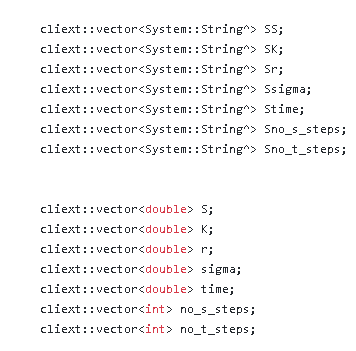 cliext::vector<System::String^> SS;
cliext::vector<System::String^> SK;
cliext::vector<System::String^> Sr;
cliext::vector<System::String^> Ssigma;
cliext::vector<System::String^> Stime;
cliext::vector<System::String^> Sno_s_steps;
cliext::vector<System::String^> Sno_t_steps;
cliext::vector<double> S;
cliext::vector<double> K;
cliext::vector<double> r;
cliext::vector<double> sigma;
cliext::vector<double> time;
cliext::vector<int> no_s_steps;
cliext::vector<int> no_t_steps;